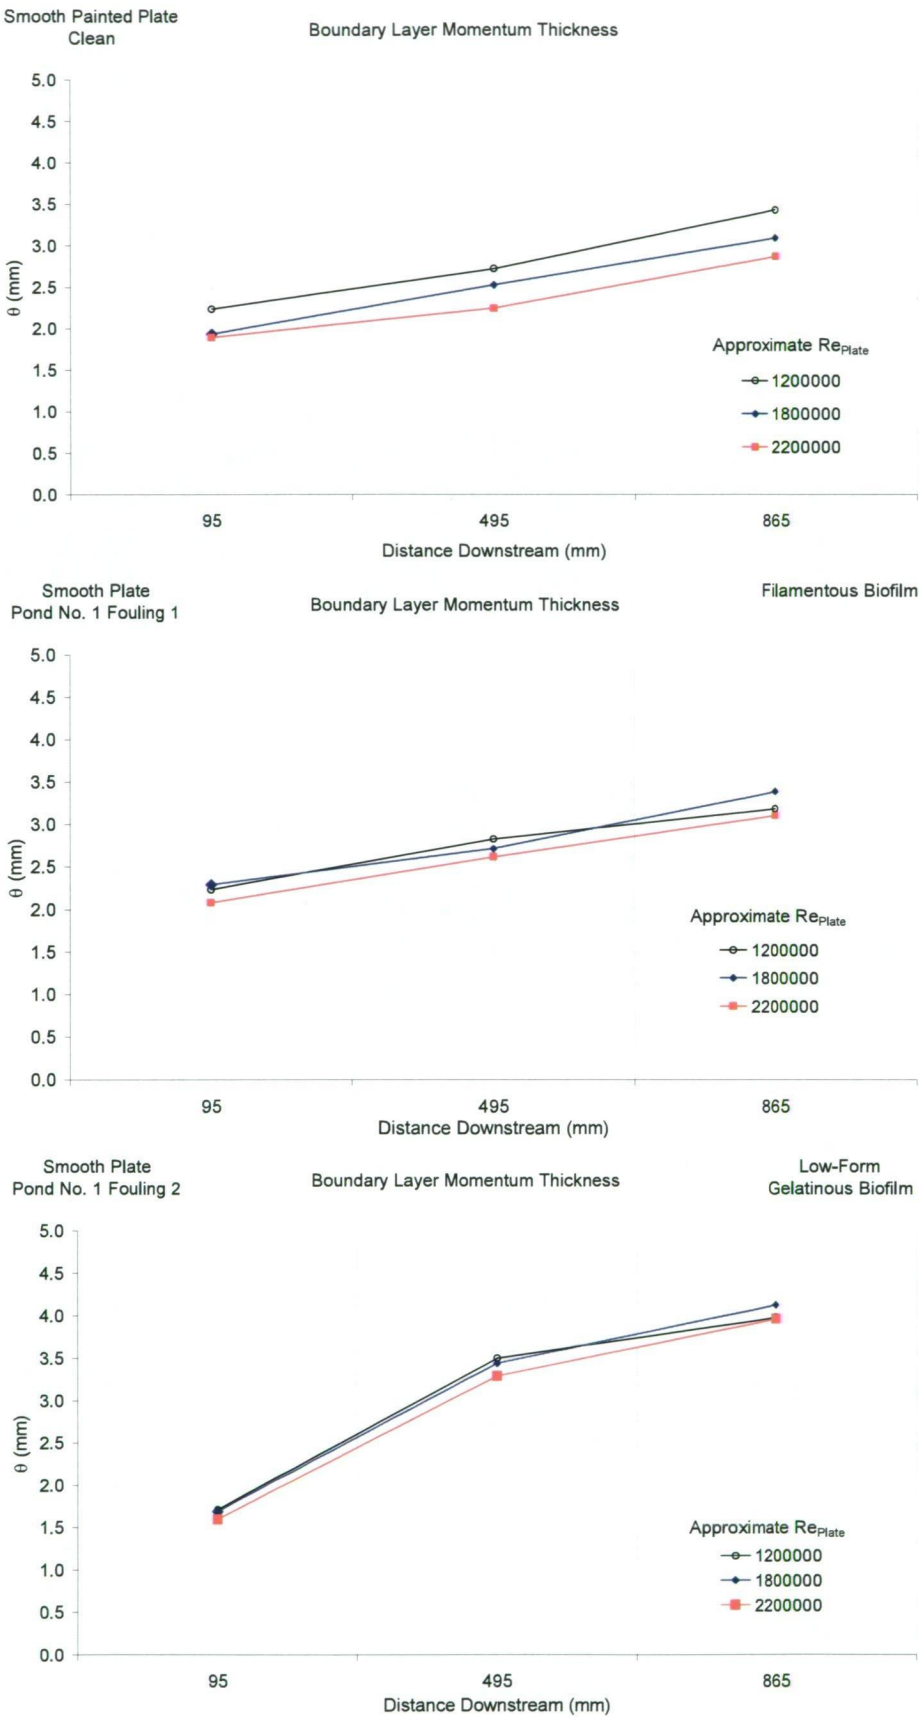 Smooth Painted Plate
Clean
Boundary Layer Momentum Thickness
5.0
4.5
4.0
3.5
3.0
2.5
2.0
1.5
1.0
0.5
0.0
θ (mm)
Approximate RePlate
1200000
1800000
2200000
95 495 865
Distance Downstream (mm)
Smooth Plate
Pond No. 1 Fouling 1
Boundary Layer Momentum Thickness
Filamentous Biofilm
5.0
4.5
4.0
3.5
3.0
2.5
2.0
1.5
1.0
0.5
0.0
θ (mm)
Approximate RePlate
1200000
1800000
2200000
95 495 865
Distance Downstream (mm)
Smooth Plate
Pond No. 1 Fouling 2
Boundary Layer Momentum Thickness
Low-Form
Gelatinous Biofilm
5.0
4.5
4.0
3.5
3.0
2.5
2.0
1.5
1.0
0.5
0.0
θ (mm)
Approximate RePlate
1200000
1800000
2200000
95 495 865
Distance Downstream (mm)